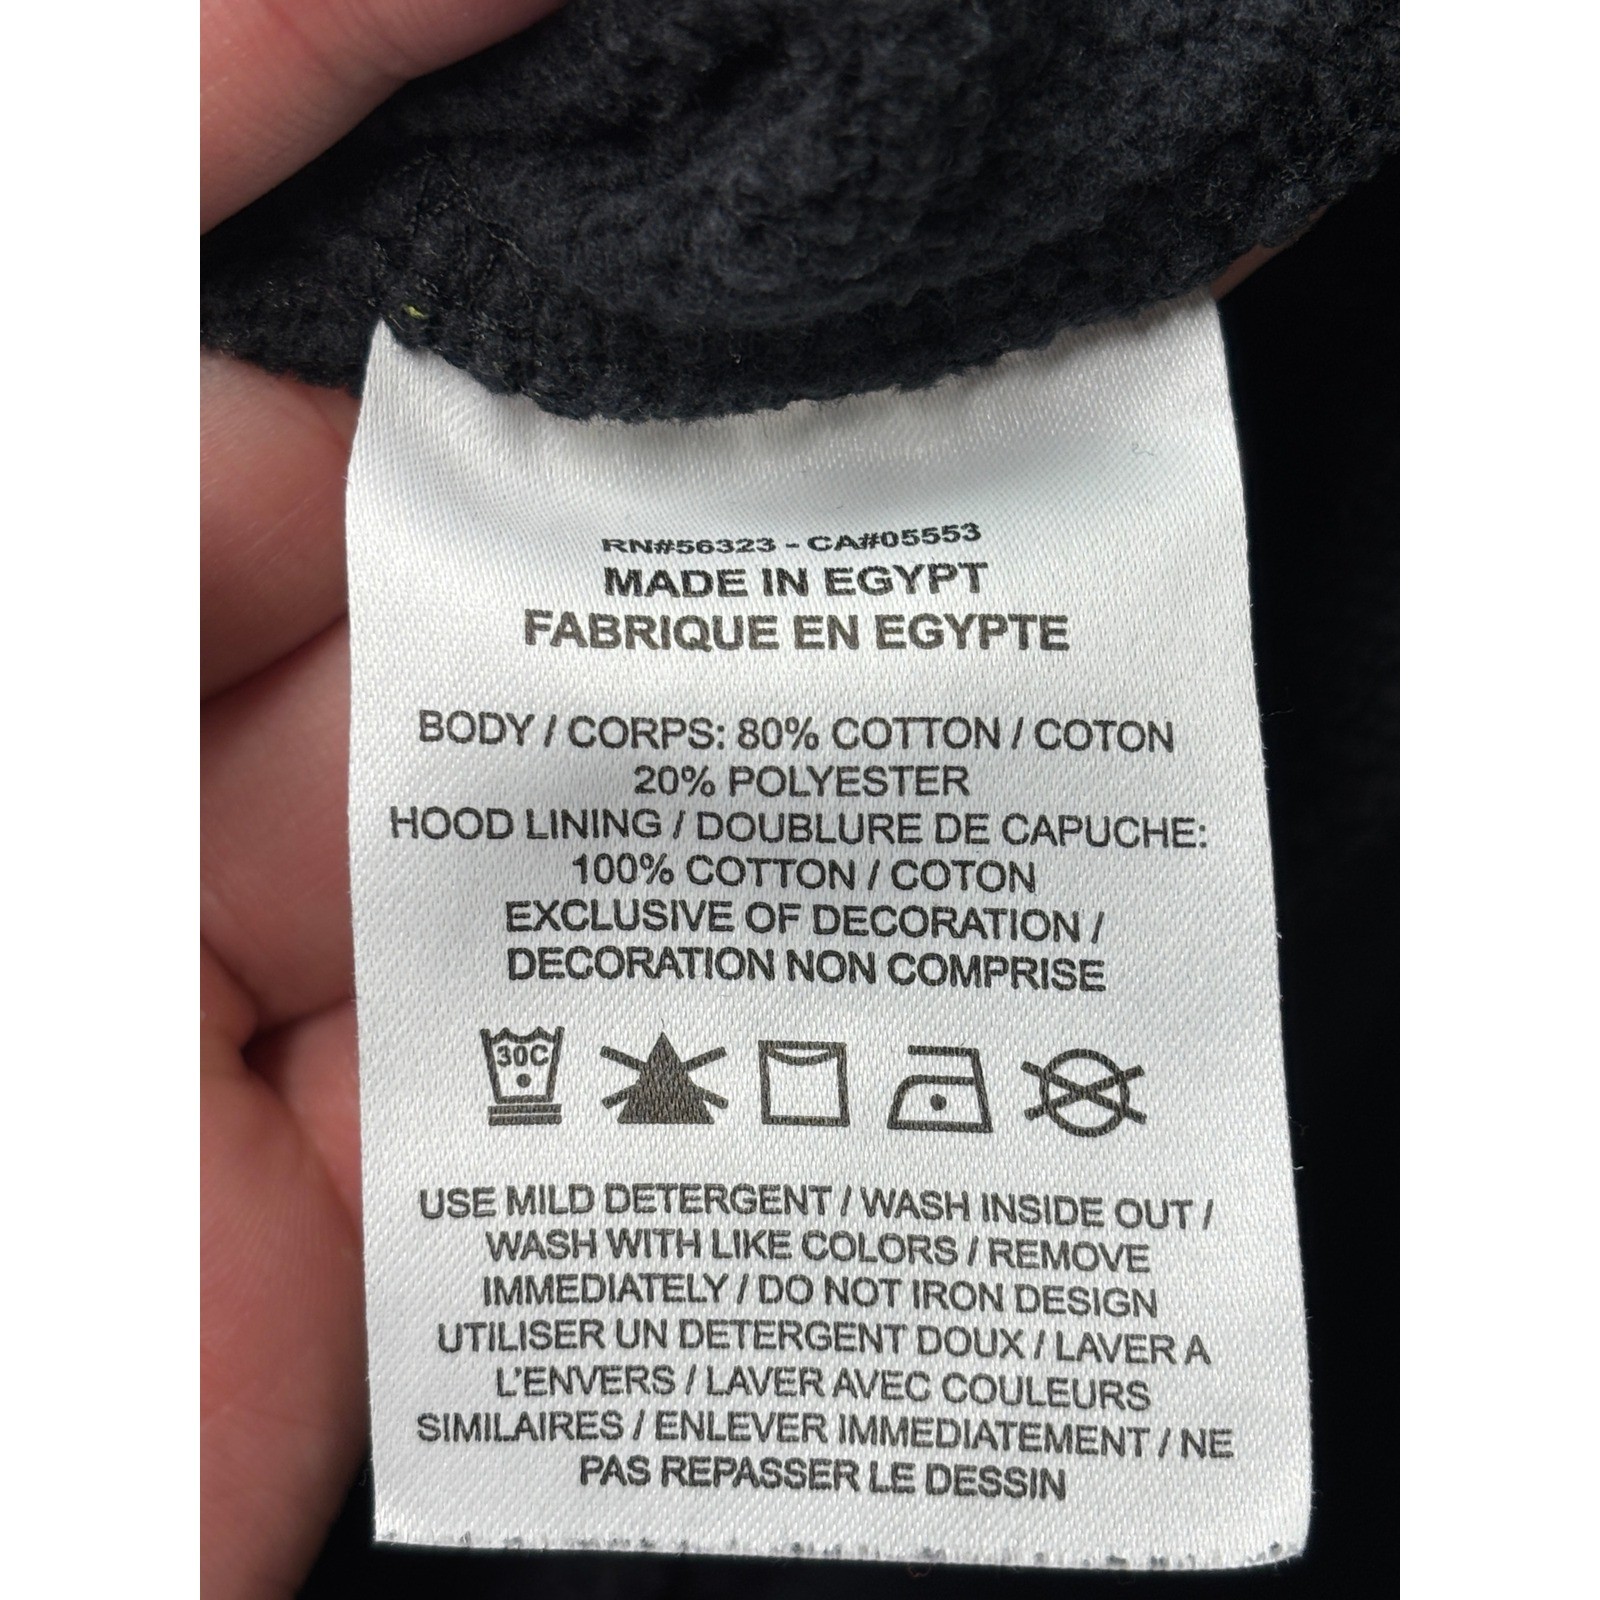 RN#56323 - CA#05553
MADE IN EGYPT
FABRIQUE EN EGYPTE
BODY / CORPS: 80% COTTON / COTON
20% POLYESTER
HOOD LINING / DOUBLURE DE CAPUCHE:
100% COTTON / COTON
EXCLUSIVE OF DECORATION /
DECORATION NON COMPRISE
30C
USE MILD DETERGENT / WASH INSIDE OUT /
WASH WITH LIKE COLORS / REMOVE
IMMEDIATELY / DO NOT IRON DESIGN
UTILISER UN DETERGENT DOUX / LAVER A
L'ENVERS / LAVER AVEC COULEURS
SIMILAIRES / ENLEVER IMMEDIATEMENT / NE
PAS REPASSER LE DESSIN